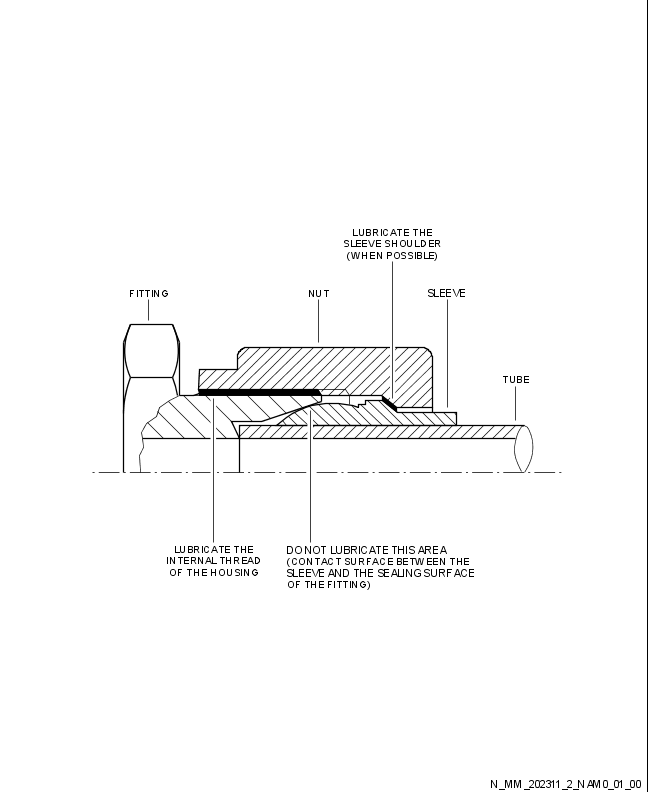 LUBRICATE THE
SLEEVE SHOULDER
(WHEN POSSIBLE)
FITTING
NUT
SLEEVE
TUBE
LUBRICATE THE
INTERNAL THREAD
OF THE HOUSING
DO NOT LUBRICATE THIS AREA
(CONTACT SURFACE BETWEEN THE
SLEEVE AND THE SEALING SURFACE
OF THE FITTING)
N_MM_202311_2_NAM0_01_00